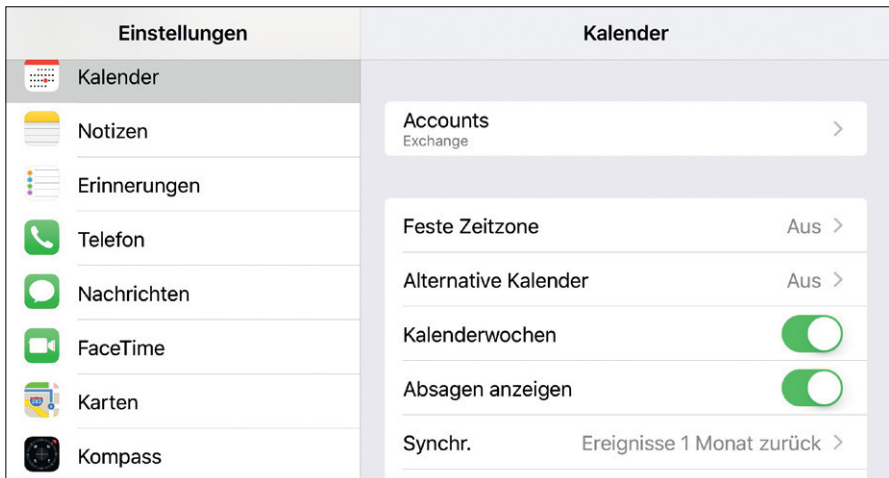 Einstellungen
Kalender
Notizen
Erinnerungen
Telefon
Nachrichten
FaceTime
Karten
Kompass
Kalender
Accounts
Exchange
Feste Zeitzone Aus
Alternative Kalender Aus
Kalenderwochen
Absagen anzeigen
Synchr. Ereignisse 1 Monat zurück